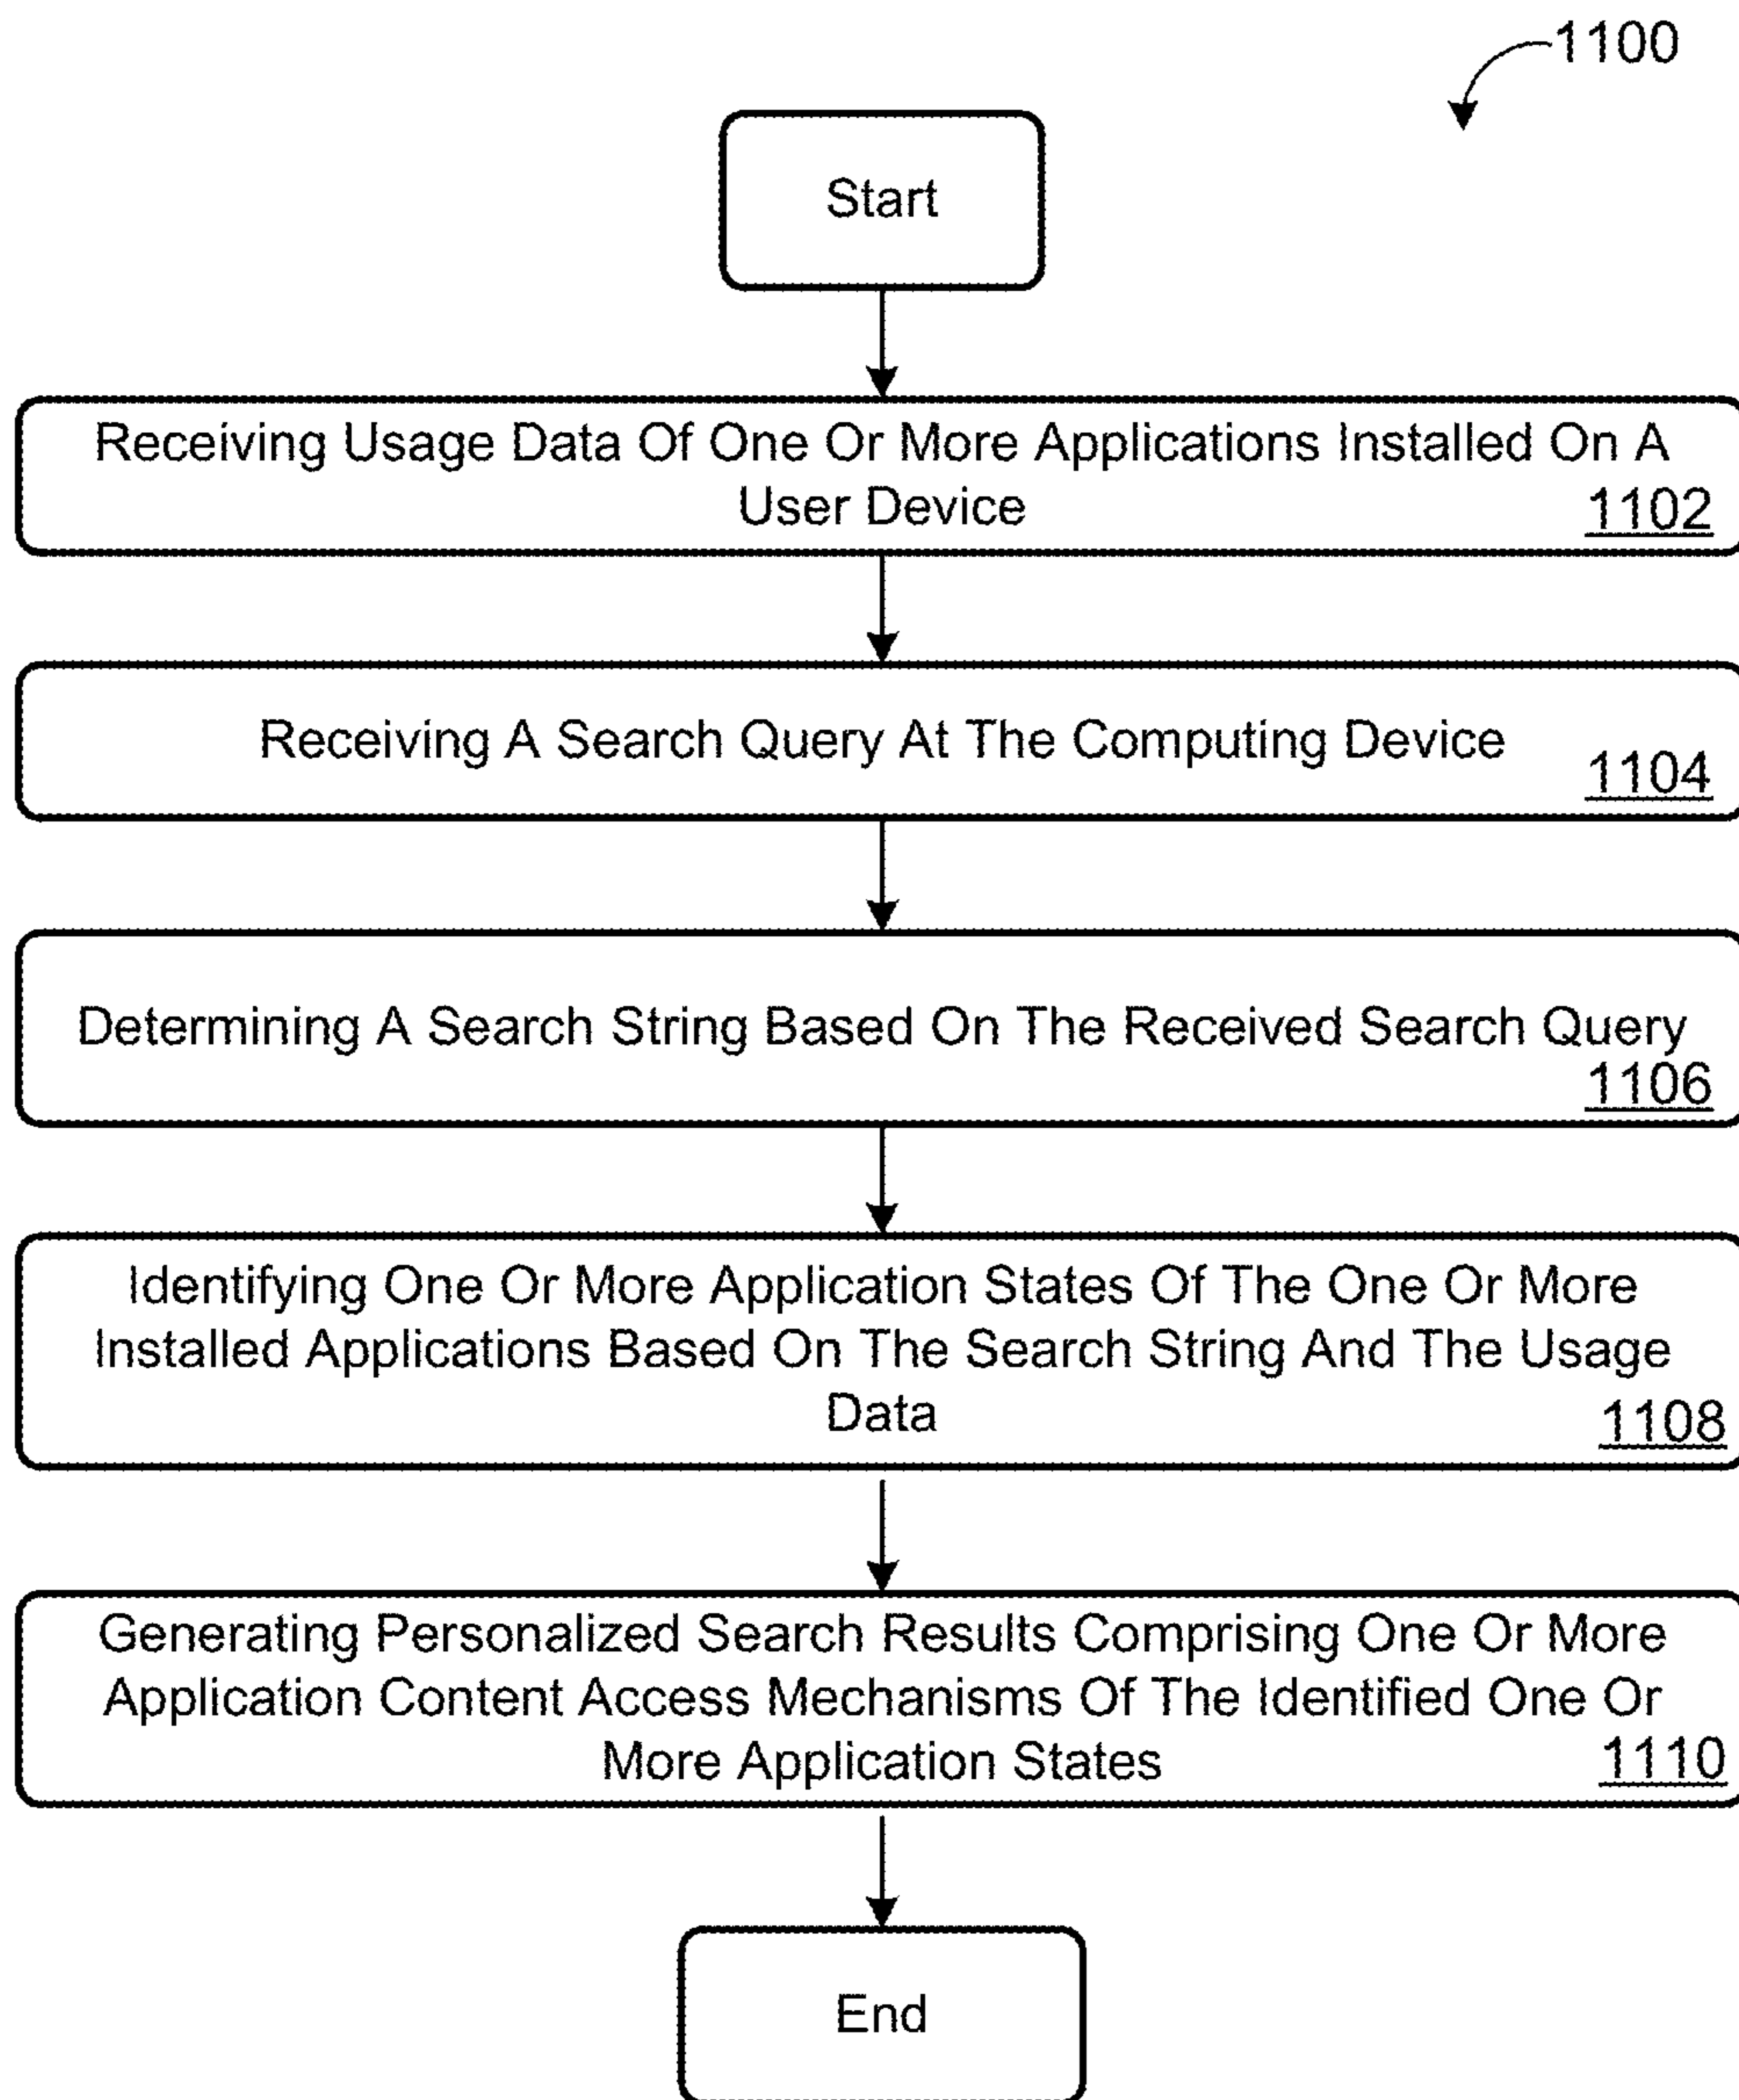 1100
Start
Receiving Usage Data Of One Or More Applications Installed On A
User Device
1102
Receiving A Search Query At The Computing Device
1104
Determining A Search String Based On The Received Search Query
1106
Identifying One Or More Application States Of The One Or More
Installed Applications Based On The Search String And The Usage
Data
1108
Generating Personalized Search Results Comprising One Or More
Application Content Access Mechanisms Of The Identified One Or
More Application States
1110
End